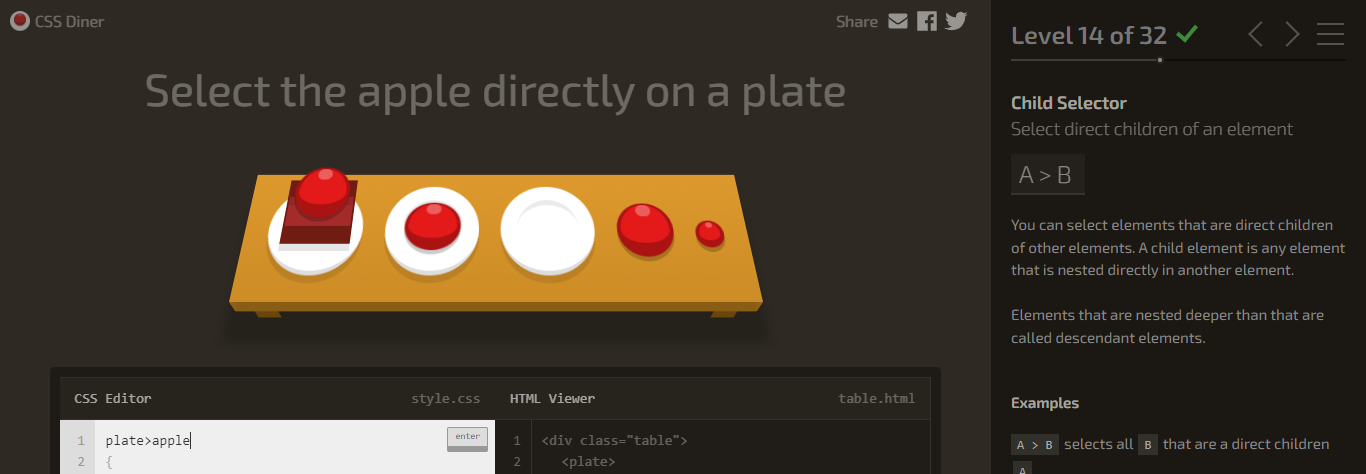 CSS Diner
Share
Select the apple directly on a plate
CSS Editor
style.css
HTML Viewer
table.html
1
plate>apple
enter
2
{
1
<div class="table">
2
<plate>
Level 14 of 32
Child Selector
Select direct children of an element
A > B
You can select elements that are direct children
of other elements. A child element is any element
that is nested directly in another element.
Elements that are nested deeper than that are
called descendant elements.
Examples
A > B selects all B that are a direct children
A